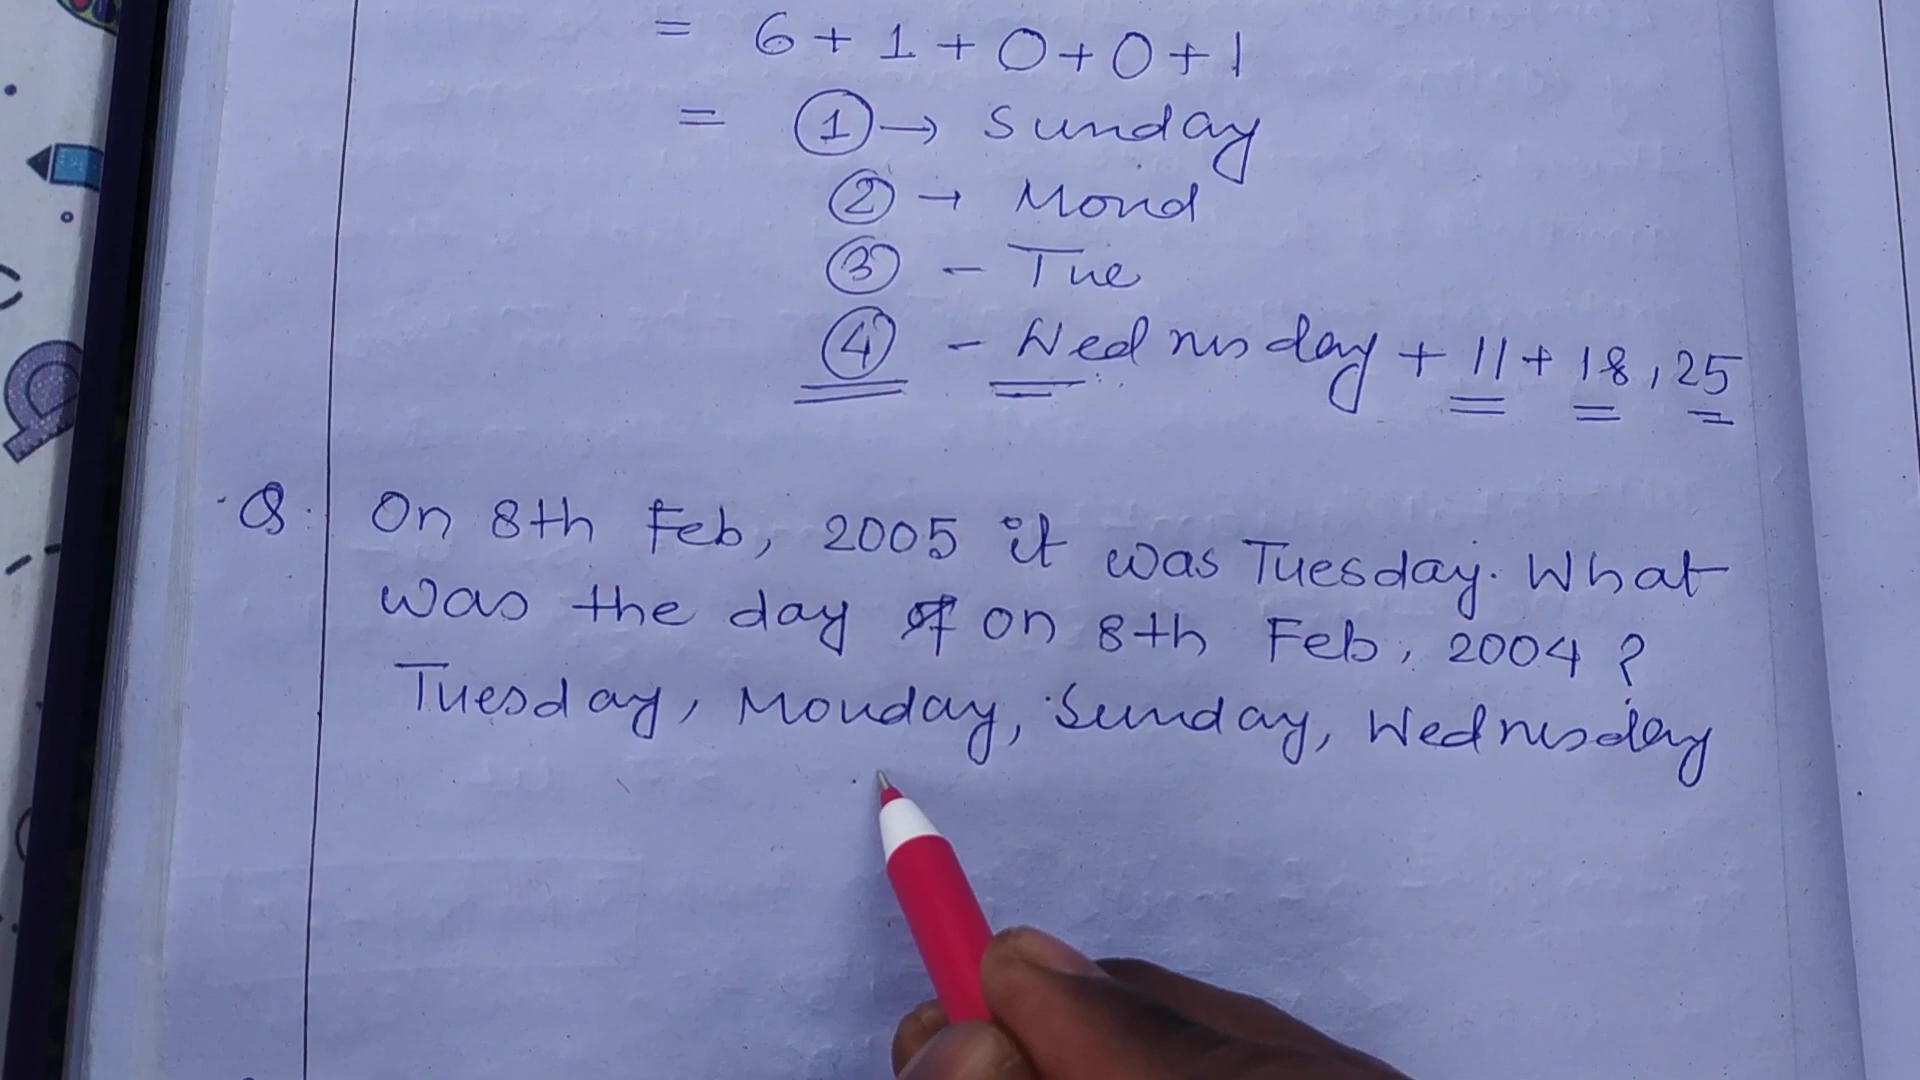 = 6 + 1 + 0 + 0 + 1
= 1 → Sunday
2 → Mond
3 - Tue
4 - Wednesday + 11 + 18, 25
Q. On 8th Feb, 2005 it was Tuesday. What
was the day of on 8th Feb, 2004 ?
Tuesday, Monday, Sunday, Wednesday